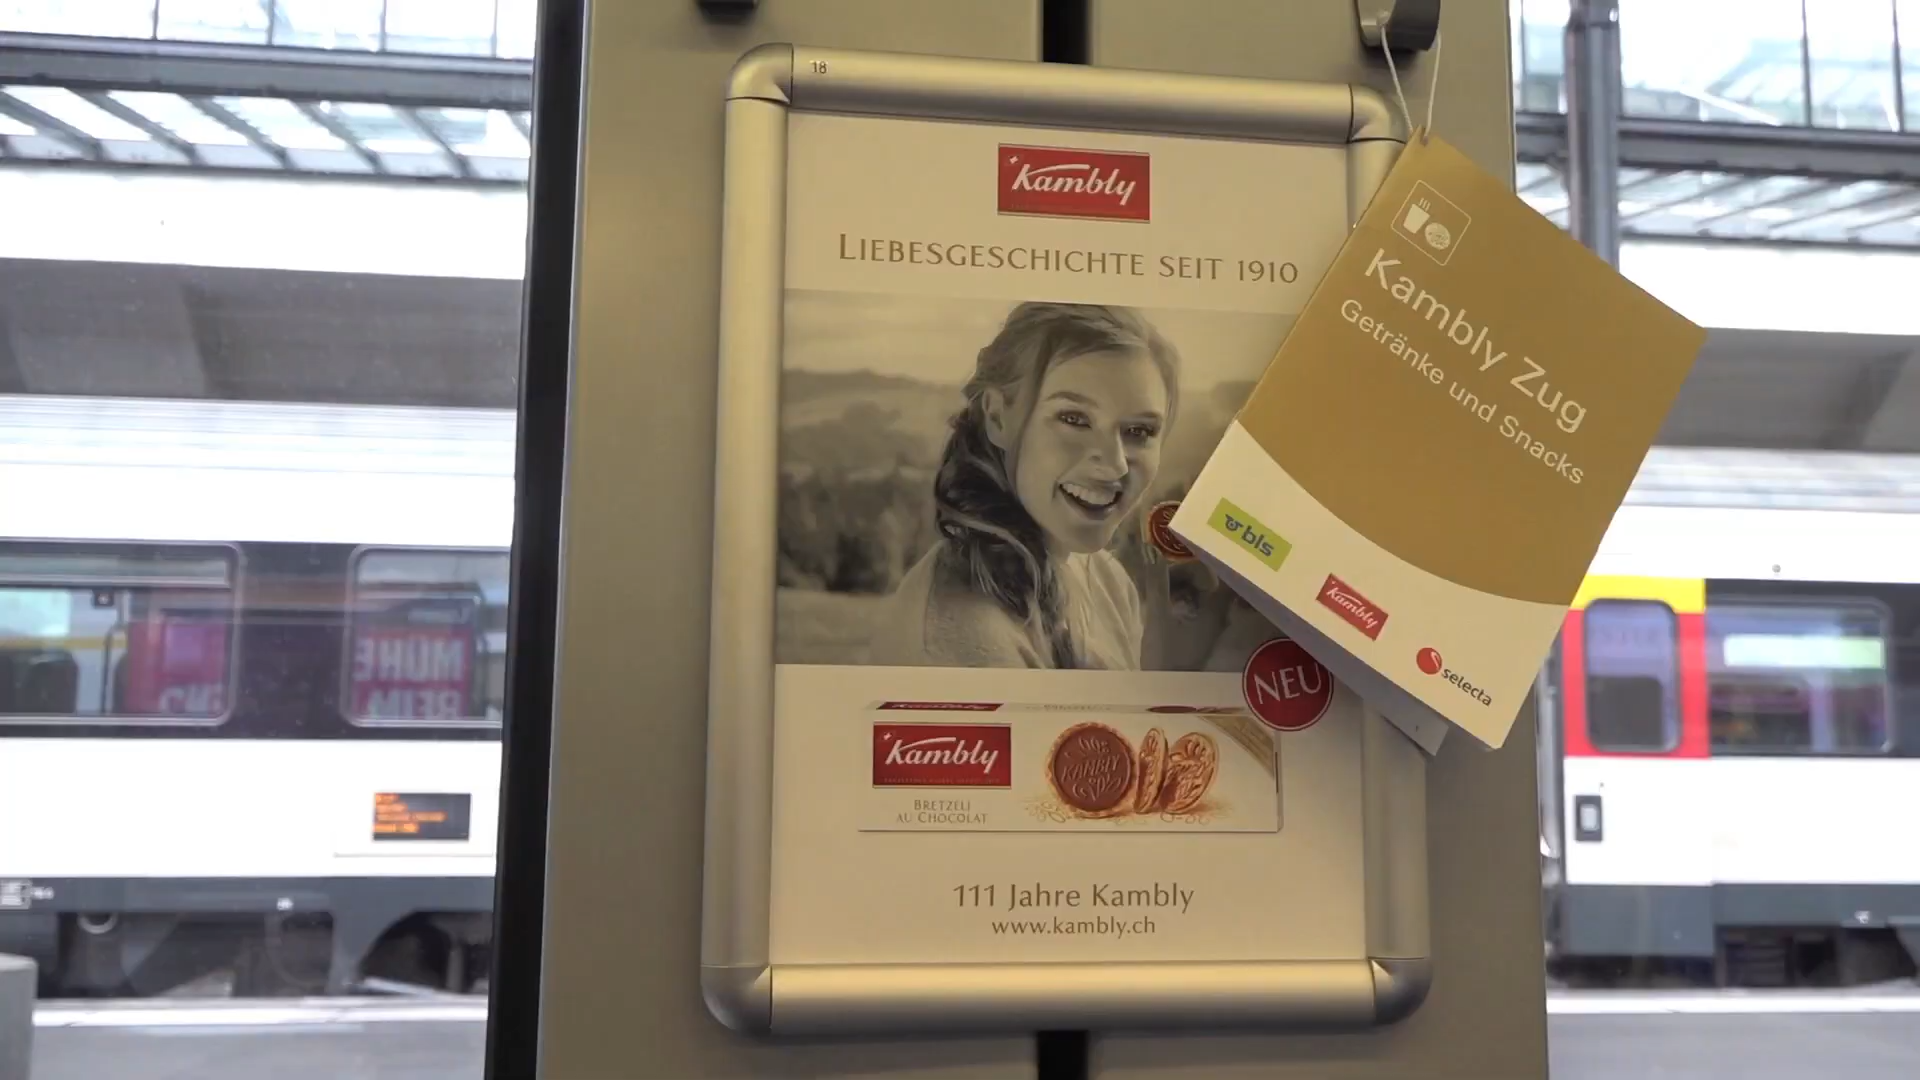 18
Kambly
LIEBESGESCHICHTE SEIT 1910
Kambly Zug
Getränke und Snacks
bls
Kambly
selecta
NEU
Kambly
BRETZELI
AU CHOCOLAT
KAMBLY
111 Jahre Kambly
www.kambly.ch